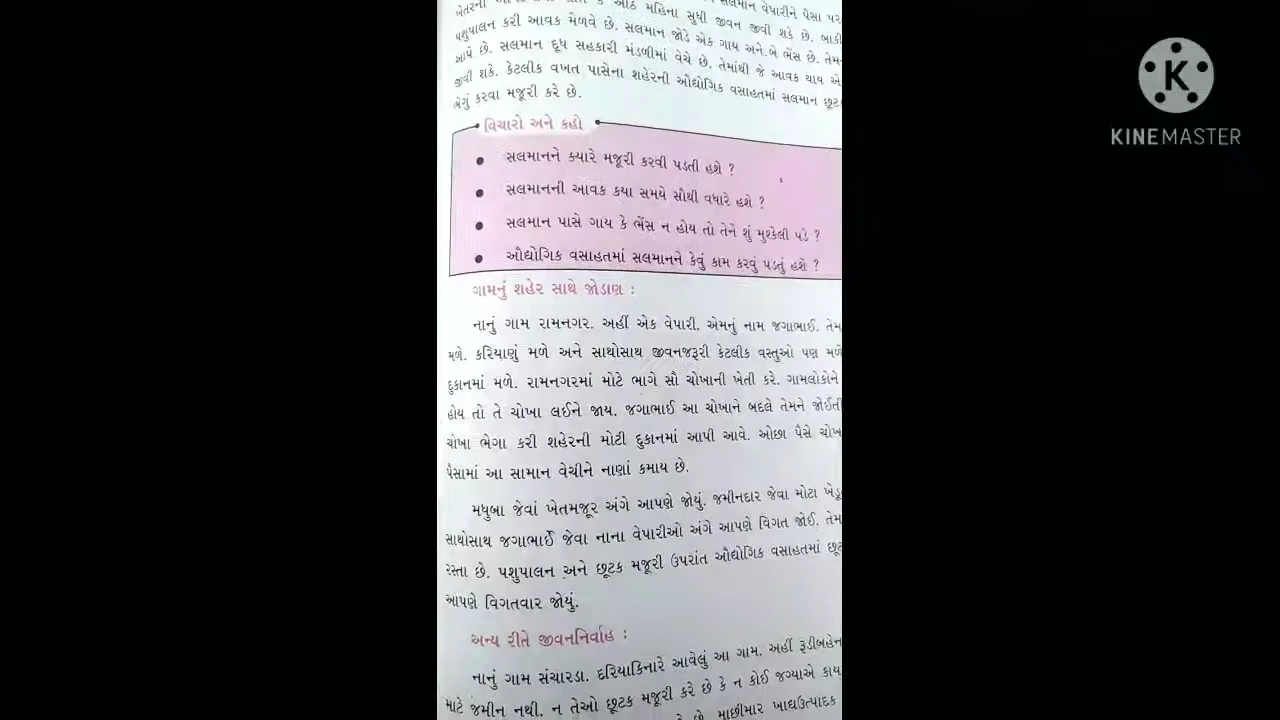 સલમાન વેપારીને પૈસા પર
ખેતરના આઠ મહિના સુધી જીવન જીવી શકે છે. બાકી
પશુપાલન કરી આવક મેળવે છે. સલમાન જોડે એક ગાય અને બે ભેંસ છે. તેમ
આપે છે. સલમાન દૂધ સહકારી મંડળીમાં વેચે છે. તેમાંથી જે આવક થાય એ
જીવી શકે. કેટલીક વખત પાસેના શહેરની ઔદ્યોગિક વસાહતમાં સલમાન છૂટ
ભેગું કરવા મજૂરી કરે છે.
વિચારો અને કહો
● સલમાનને ક્યારે મજૂરી કરવી પડતી હશે ?
● સલમાનની આવક કયા સમયે સૌથી વધારે હશે ?
● સલમાન પાસે ગાય કે ભેંસ ન હોય તો તેને શું મુશ્કેલી પડે ?
● ઔદ્યોગિક વસાહતમાં સલમાનને કેવું કામ કરવું પડતું હશે ?
ગામનું શહેર સાથે જોડાણ :
નાનું ગામ રામનગર. અહીં એક વેપારી. એમનું નામ જગાભાઈ. તેમ
મળે. કરિયાણું મળે અને સાથોસાથ જીવનજરૂરી કેટલીક વસ્તુઓ પણ મળે
દુકાનમાં મળે. રામનગરમાં મોટે ભાગે સૌ ચોખાની ખેતી કરે. ગામલોકોને
હોય તો તે ચોખા લઈને જાય. જગાભાઈ આ ચોખાને બદલે તેમને જોઈતી
ચોખા ભેગા કરી શહેરની મોટી દુકાનમાં આપી આવે. ઓછા પૈસે ચોખ
પૈસામાં આ સામાન વેચીને નાણાં કમાય છે.
મધુબા જેવાં ખેતમજૂર અંગે આપણે જોયું. જમીનદાર જેવા મોટા ખેડૂ
સાથોસાથ જગાભાઈ જેવા નાના વેપારીઓ અંગે આપણે વિગત જોઈ. તેમ
રસ્તા છે. પશુપાલન અને છૂટક મજૂરી ઉપરાંત ઔદ્યોગિક વસાહતમાં છૂટ
આપણે વિગતવાર જોયું.
અન્ય રીતે જીવનનિર્વાહ :
નાનું ગામ સંચારડા. દરિયાકિનારે આવેલું આ ગામ. અહીં રૂડીબહેન
માટે જમીન નથી. ન તેઓ છૂટક મજૂરી કરે છે કે ન કોઈ જગ્યાએ કાય
છે. માછીમાર ખાદ્યઉત્પાદક
K
KINEMASTER